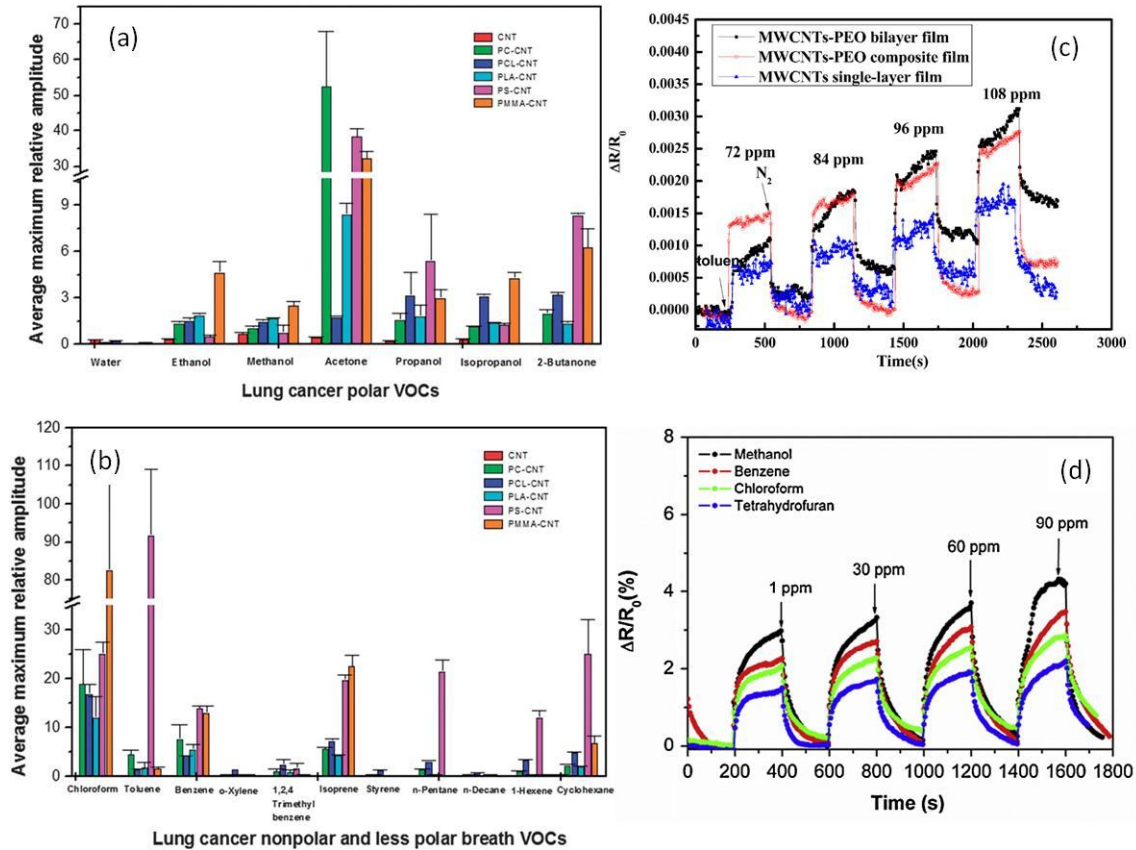 (a)
75
60
50
40
30
9
6
3
0
Average maximum relative amplitude
CNT
PC-CNT
PCL-CNT
PLA-CNT
PS-CNT
PMMA-CNT
Water Ethanol Methanol Acetone Propanol Isopropanol 2-Butanone
Lung cancer polar VOCs
(c)
0.0045
0.0040
0.0035
0.0030
0.0025
0.0020
0.0015
0.0010
0.0005
0.0000
ΔR/R0
MWCNTs-PEO bilayer film
MWCNTs-PEO composite film
MWCNTs single-layer film
108 ppm
96 ppm
84 ppm
72 ppm
N2
toluene
0 500 1000 1500 2000 2500 3000
Time(s)
(b)
120
110
100
90
80
30
20
10
0
Average maximum relative amplitude
CNT
PC-CNT
PCL-CNT
PLA-CNT
PS-CNT
PMMA-CNT
Chloroform Toluene Benzene o-Xylene 1,2,4 Isoprene Styrene n-Pentane n-Decane 1-Hexene Cyclohexane
Trimethyl
benzene
Lung cancer nonpolar and less polar breath VOCs
(d)
8
6
4
2
0
ΔR/R0(%)
Methanol
Benzene
Chloroform
Tetrahydrofuran
1 ppm
30 ppm
60 ppm
90 ppm
0 200 400 600 800 1000 1200 1400 1600 1800
Time (s)